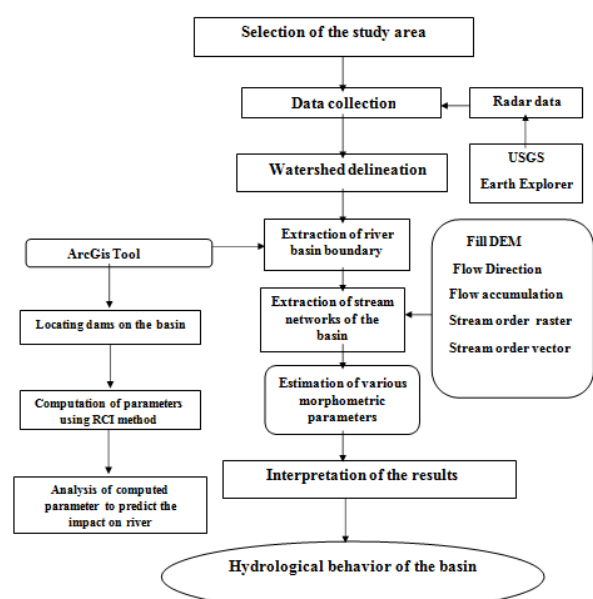 Selection of the study area
Data collection
Radar data
USGS
Earth Explorer
Watershed delineation
Extraction of river
basin boundary
ArcGis Tool
Fill DEM
Flow Direction
Flow accumulation
Stream order raster
Stream order vector
Extraction of stream
networks of the
basin
Locating dams on the basin
Estimation of various
morphometric
parameters
Computation of parameters
using RCI method
Interpretation of the results
Analysis of computed
parameter to predict the
impact on river
Hydrological behavior of the basin